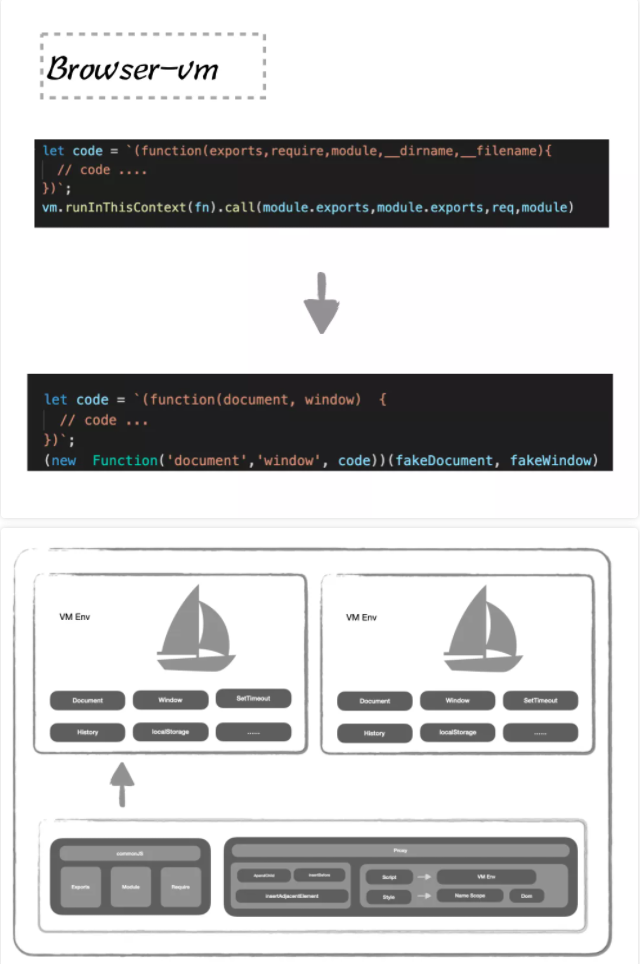 Browser-vm
let code = `(function(exports,require,module,__dirname,__filename){
// code ....
})`;
vm.runInThisContext(fn).call(module.exports,module.exports,req,module)
let code = `(function(document, window)  {
// code ...
})`;
(new  Function('document','window', code))(fakeDocument, fakeWindow)
VM Env
Document
Window
SetTimeout
History
localStorage
......
VM Env
Document
Window
SetTimeout
History
localStorage
......
commonJS
Exports
Module
Require
Proxy
AppendChild
InsertBefore
insertAdjacentElement
Script
VM Env
Style
Name Scope
Dom